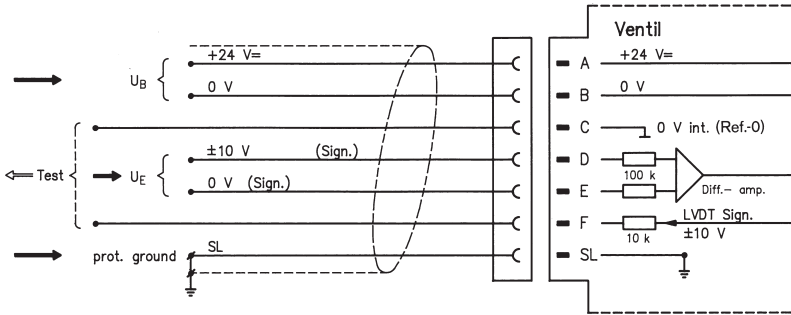 Ventil
+24 V=
A
+24 V=
U_B
0 V
B
0 V
C
0 V int. (Ref.-0)
±10 V
(Sign.)
D
100 k
Test
U_E
0 V (Sign.)
E
Diff.- amp.
F
LVDT Sign.
10 k
±10 V
prot. ground
SL
SL